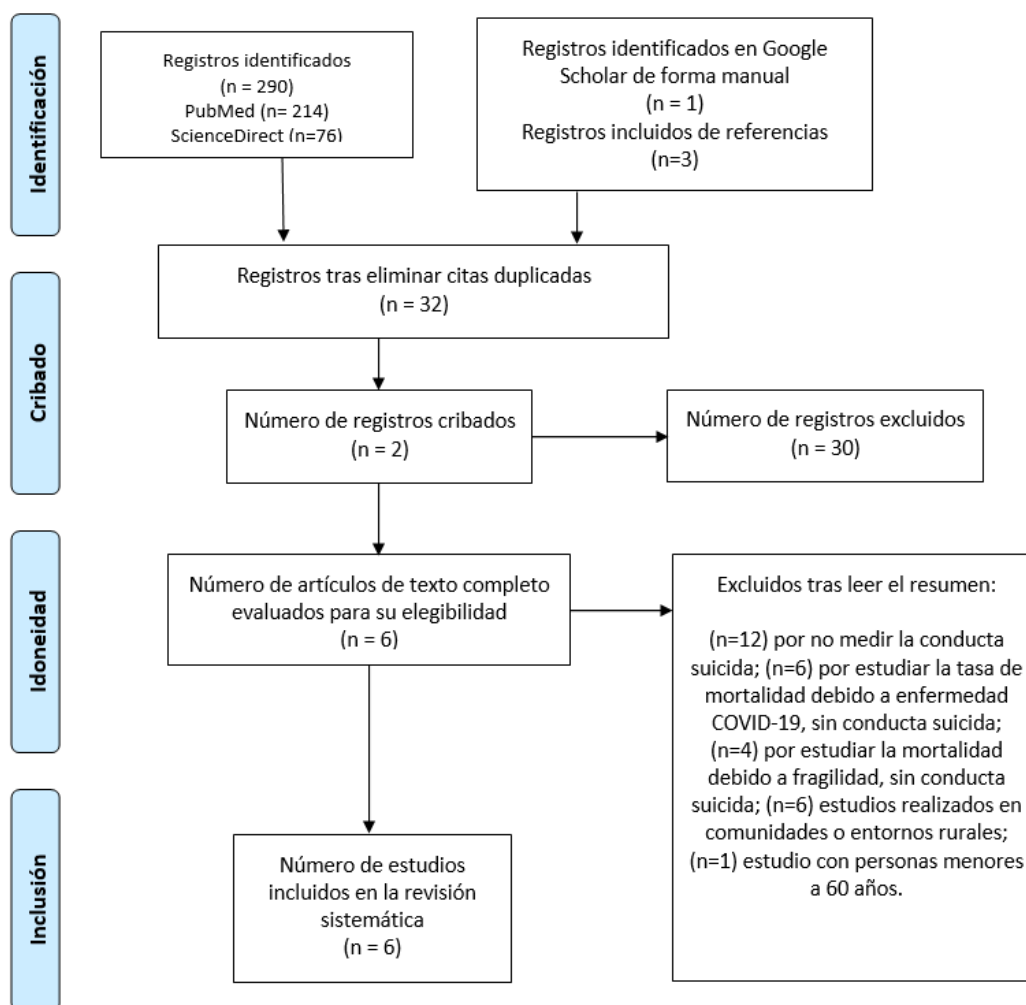 Identificación
Registros identificados
(n = 290)
PubMed (n= 214)
ScienceDirect (n=76)
Registros identificados en Google
Scholar de forma manual
(n = 1)
Registros incluidos de referencias
(n=3)
Registros tras eliminar citas duplicadas
(n = 32)
Cribado
Número de registros cribados
(n = 2)
Número de registros excluidos
(n = 30)
Idoneidad
Número de artículos de texto completo
evaluados para su elegibilidad
(n = 6)
Excluidos tras leer el resumen:
(n=12) por no medir la conducta
suicida; (n=6) por estudiar la tasa de
mortalidad debido a enfermedad
COVID-19, sin conducta suicida;
(n=4) por estudiar la mortalidad
debido a fragilidad, sin conducta
suicida; (n=6) estudios realizados en
comunidades o entornos rurales;
(n=1) estudio con personas menores
a 60 años.
Inclusión
Número de estudios
incluidos en la revisión
sistemática
(n = 6)